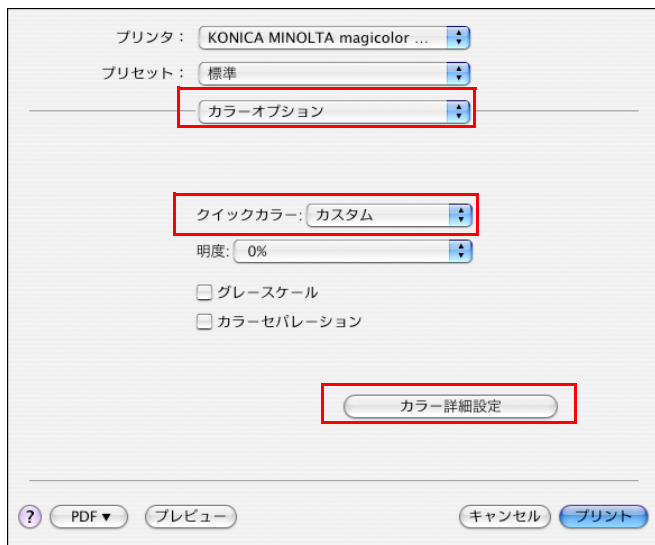 プリンタ： KONICA MINOLTA magicolor ...
プリセット： 標準
カラーオプション
クイックカラー: カスタム
明度: 0%
グレースケール
カラーセパレーション
カラー詳細設定
? PDF▼ プレビュー キャンセル プリント